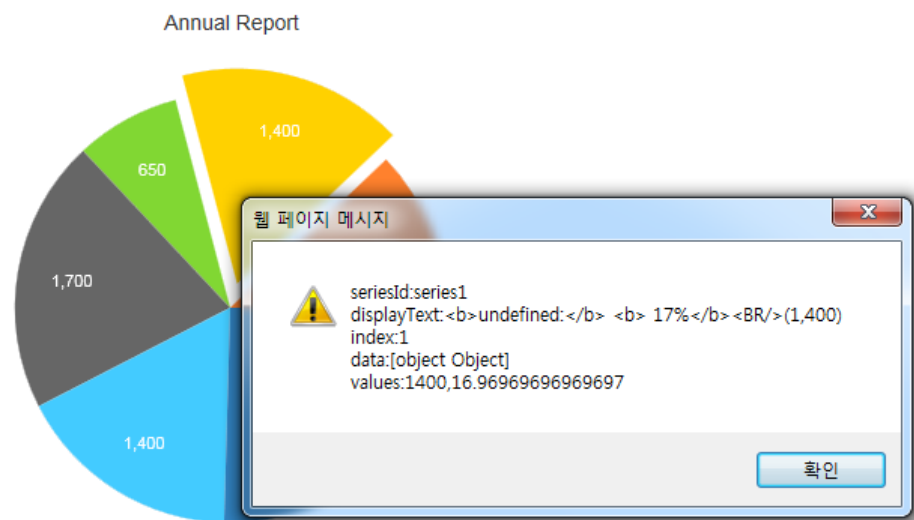 Annual Report
1,400
650
1,700
1,400
웹 페이지 메시지
seriesId:series1
displayText:<b>undefined:</b> <b> 17%</b><BR/>(1,400)
index:1
data:[object Object]
values:1400,16.96969696969697
확인